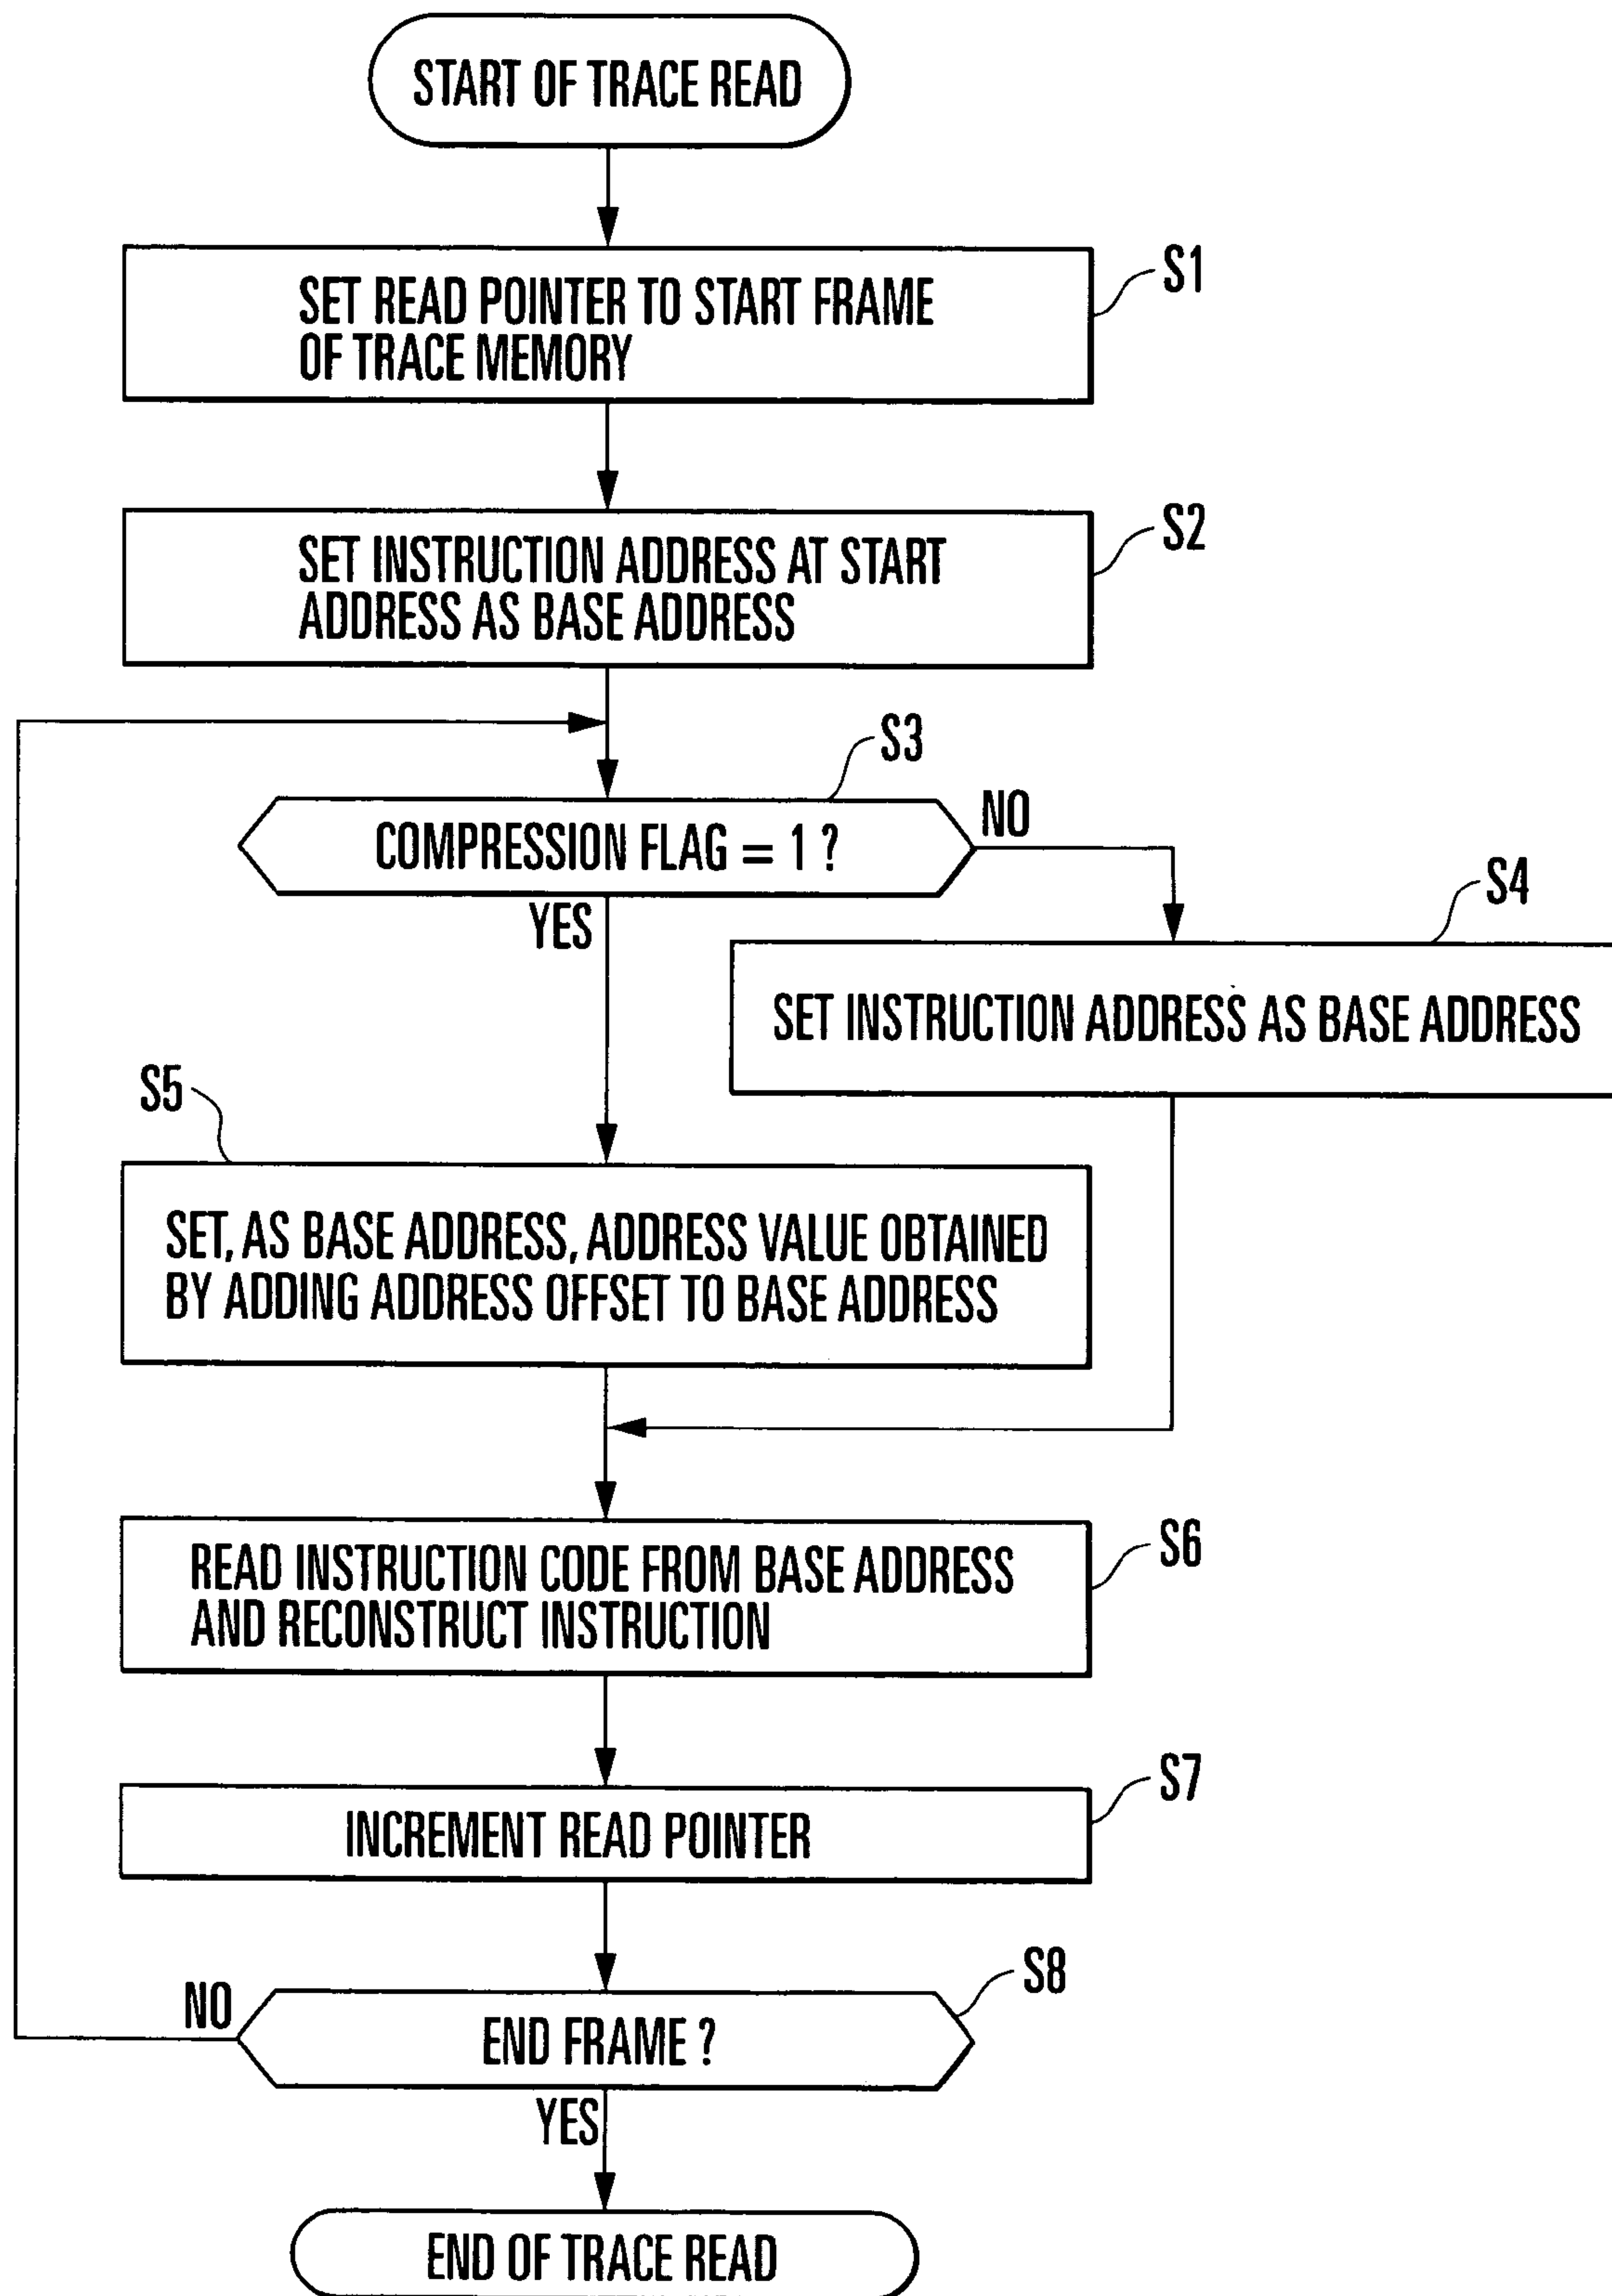 START OF TRACE READ
S1
SET READ POINTER TO START FRAME
OF TRACE MEMORY
S2
SET INSTRUCTION ADDRESS AT START
ADDRESS AS BASE ADDRESS
S3
COMPRESSION FLAG = 1 ?
NO
YES
S4
SET INSTRUCTION ADDRESS AS BASE ADDRESS
S5
SET, AS BASE ADDRESS, ADDRESS VALUE OBTAINED
BY ADDING ADDRESS OFFSET TO BASE ADDRESS
S6
READ INSTRUCTION CODE FROM BASE ADDRESS
AND RECONSTRUCT INSTRUCTION
S7
INCREMENT READ POINTER
S8
NO
END FRAME ?
YES
END OF TRACE READ